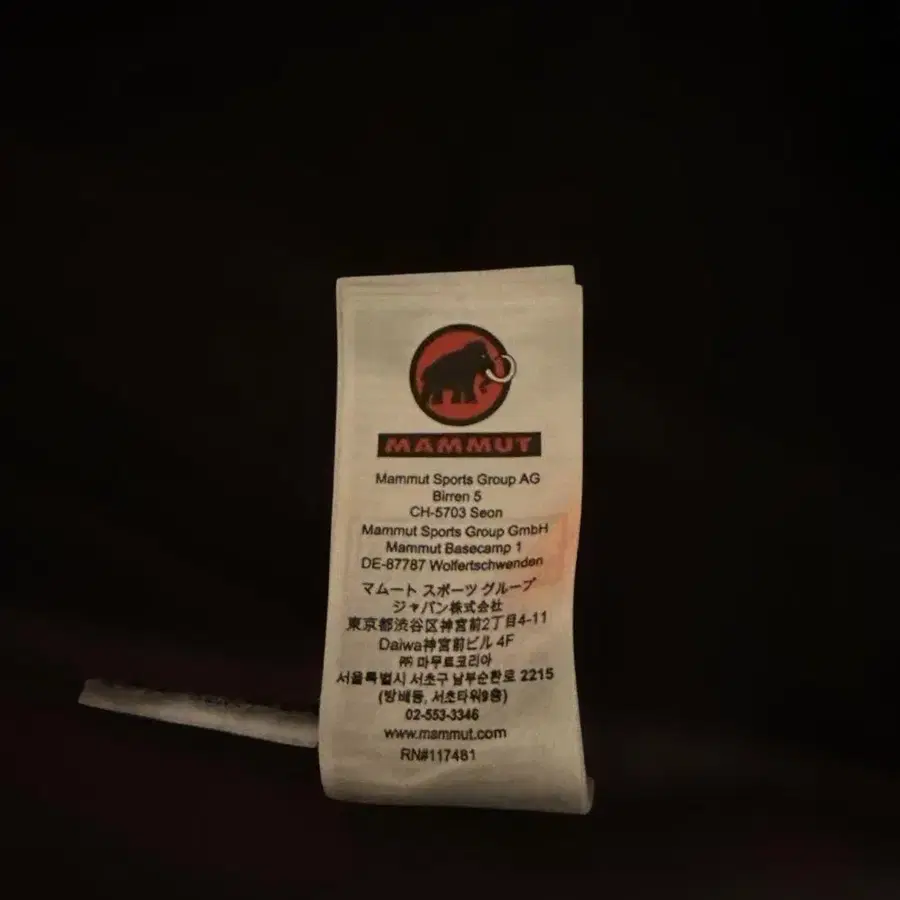 MAMMUT
Mammut Sports Group AG
Birren 5
CH-5703 Seon
Mammut Sports Group GmbH
Mammut Basecamp 1
DE-87787 Wolfertschwenden
マムート スポーツ グループ
ジャパン株式会社
東京都渋谷区神宮前2丁目4-11
Daiwa神宮前ビル 4F
㈜ 마무트코리아
서울특별시 서초구 남부순환로 2215
(방배동, 서초타워9층)
02-553-3346
www.mammut.com
RN#117481